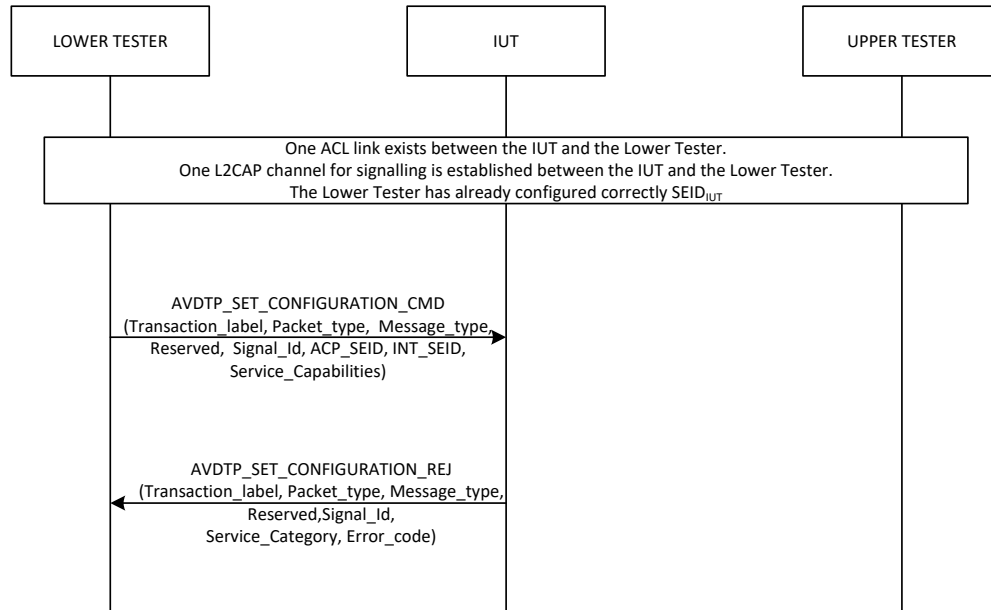 LOWER TESTER
IUT
UPPER TESTER
One ACL link exists between the IUT and the Lower Tester.
One L2CAP channel for signalling is established between the IUT and the Lower Tester.
The Lower Tester has already configured correctly SEIDIUT
AVDTP_SET_CONFIGURATION_CMD
(Transaction_label, Packet_type, Message_type,
Reserved, Signal_Id, ACP_SEID, INT_SEID,
Service_Capabilities)
AVDTP_SET_CONFIGURATION_REJ
(Transaction_label, Packet_type, Message_type,
Reserved,Signal_Id,
Service_Category, Error_code)